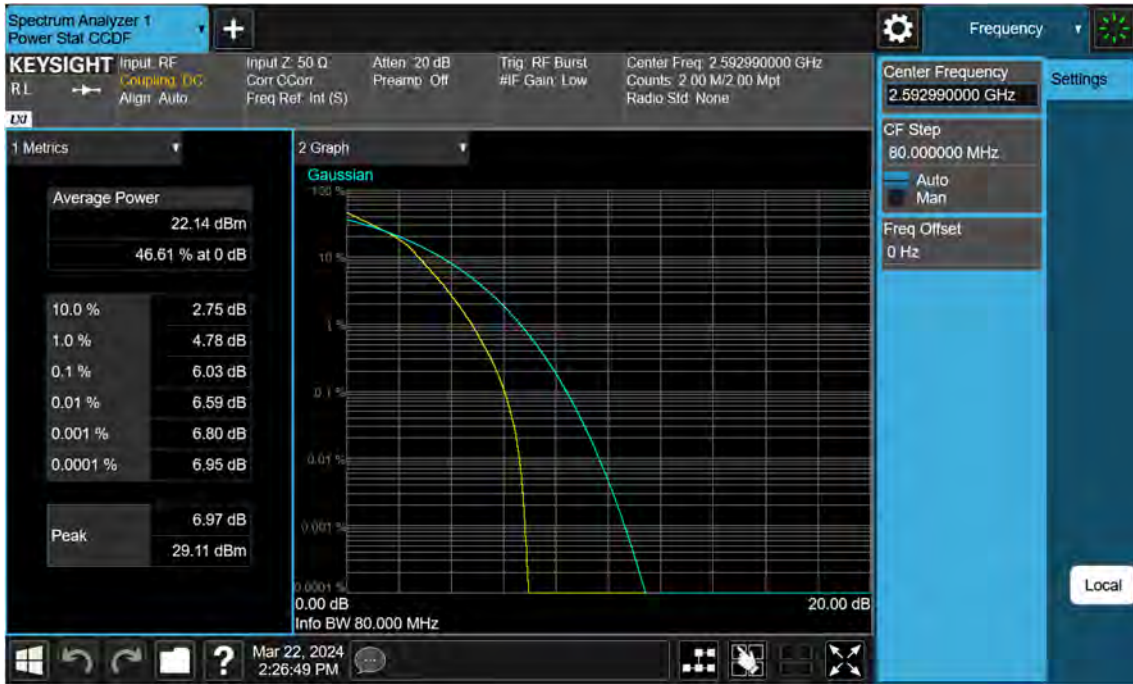 Spectrum Analyzer 1
Power Stat CCDF
+
Frequency
KEYSIGHT
R L
LXI
Input: RF
Coupling: DC
Align: Auto
Input Z: 50 Ω
Corr CCorr
Freq Ref: Int (S)
Atten: 20 dB
Preamp: Off
Trig: RF Burst
#IF Gain: Low
Center Freq: 2.592990000 GHz
Counts: 2.00 M/2.00 Mpt
Radio Std: None
Center Frequency
2.592990000 GHz
Settings
CF Step
80.000000 MHz
Auto
Man
Freq Offset
0 Hz
Local
1 Metrics
Average Power
22.14 dBm
46.61 % at 0 dB
10.0 % 2.75 dB
1.0 % 4.78 dB
0.1 % 6.03 dB
0.01 % 6.59 dB
0.001 % 6.80 dB
0.0001 % 6.95 dB
Peak
6.97 dB
29.11 dBm
2 Graph
Gaussian
100 %
10 %
1 %
0.1 %
0.01 %
0.001 %
0.0001 %
0.00 dB 20.00 dB
Info BW 80.000 MHz
?
Mar 22, 2024
2:26:49 PM